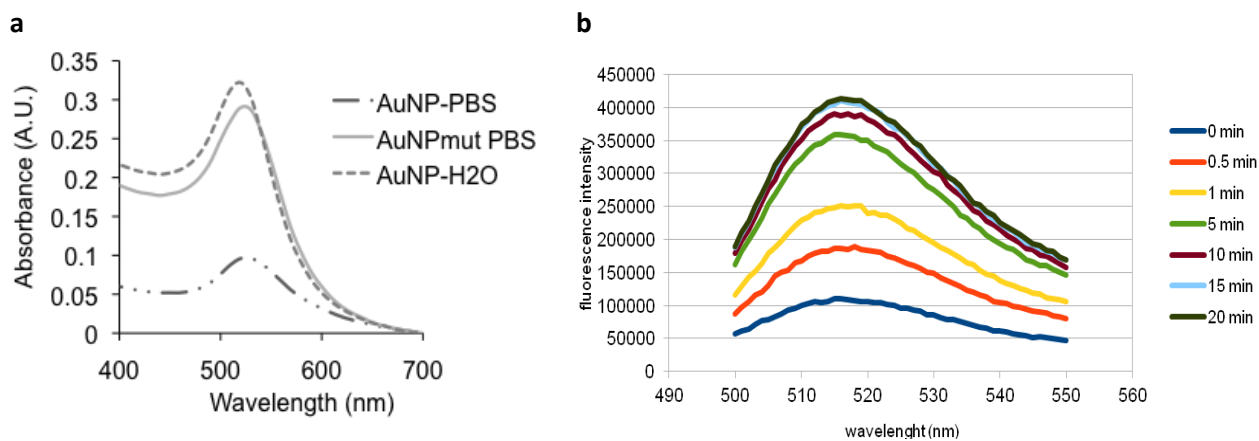 a
0.35
0.3
0.25
0.2
0.15
0.1
0.05
0
400 500 600 700
Absorbance (A.U.)
Wavelength (nm)
AuNP-PBS
AuNPmut PBS
AuNP-H2O
b
450000
400000
350000
300000
250000
200000
150000
100000
50000
0
490 500 510 520 530 540 550 560
fluorescence intensity
wavelenght (nm)
0 min
0.5 min
1 min
5 min
10 min
15 min
20 min